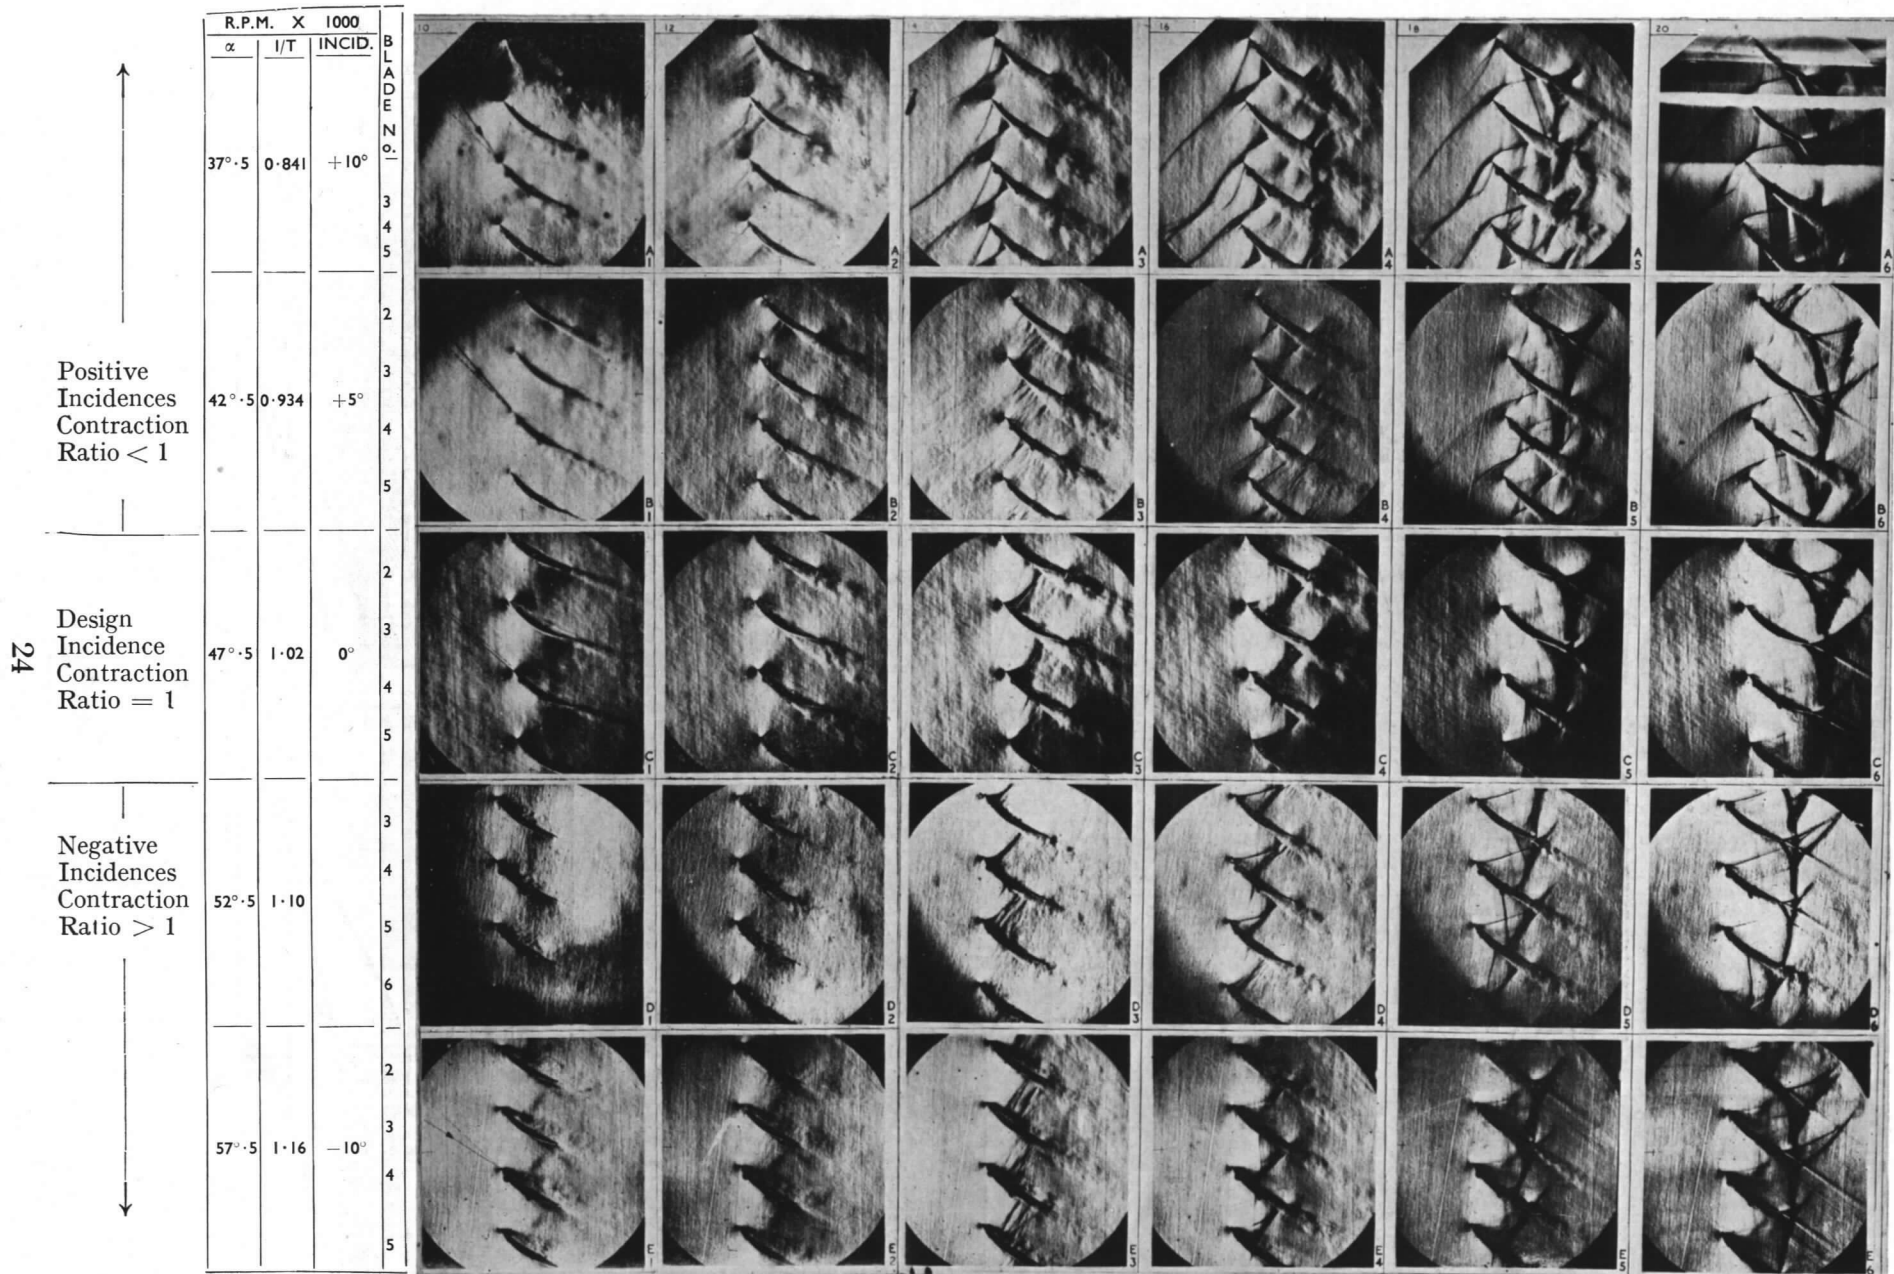 R.P.M. X 1000
α I/T INCID.
BLADE No.
10 12 16 18 20
37°·5 0·841 +10°
3
4
5
A1 A2 A3 A4 A5 A6
Positive
Incidences
Contraction
Ratio < 1
42°·5 0·934 +5°
2
3
4
5
B1 B2 B3 B4 B5 B6
Design
Incidence
Contraction
Ratio = 1
47°·5 1·02 0°
2
3
4
5
C1 C2 C3 C4 C5 C6
Negative
Incidences
Contraction
Ratio > 1
52°·5 1·10
3
4
5
6
D1 D2 D3 D4 D5 D6
57°·5 1·16 −10°
2
3
4
5
E1 E2 E3 E4 E5 E6
24